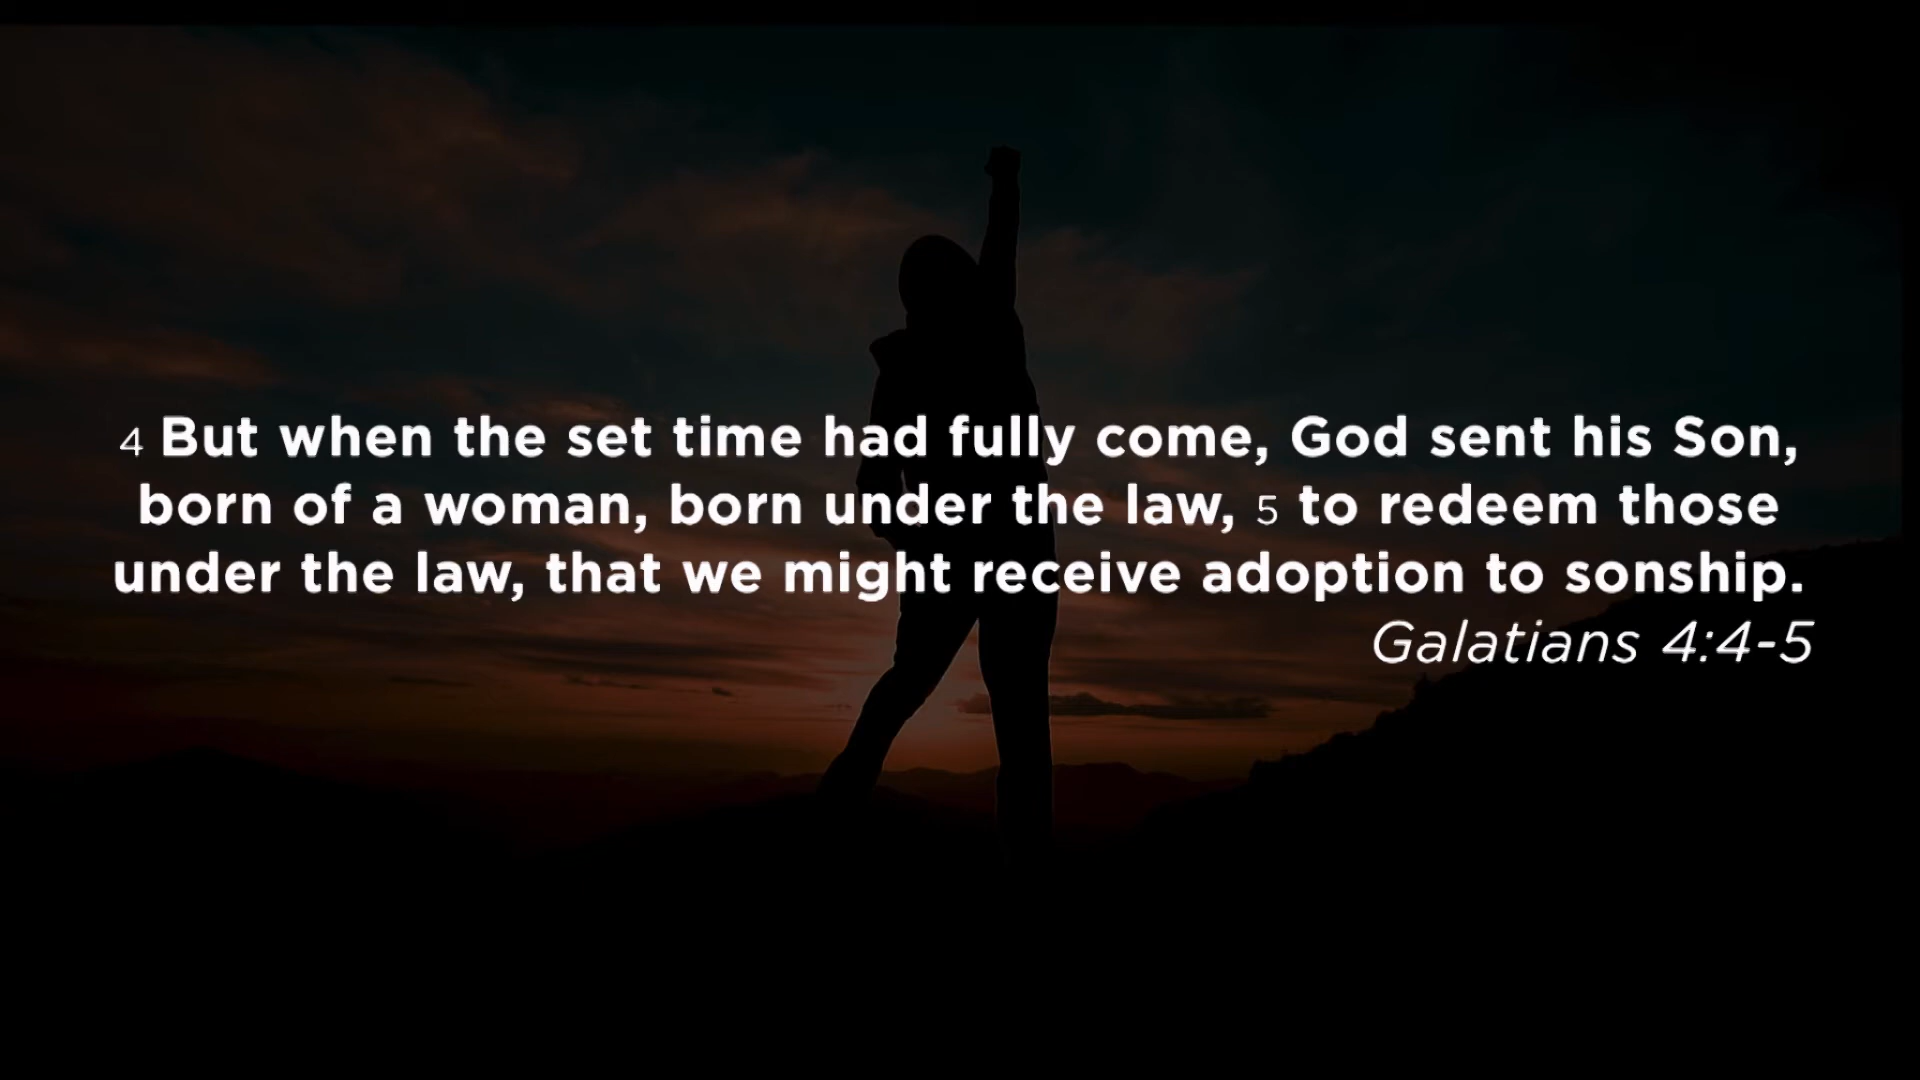 4 But when the set time had fully come, God sent his Son,
born of a woman, born under the law, 5 to redeem those
under the law, that we might receive adoption to sonship.
Galatians 4:4-5